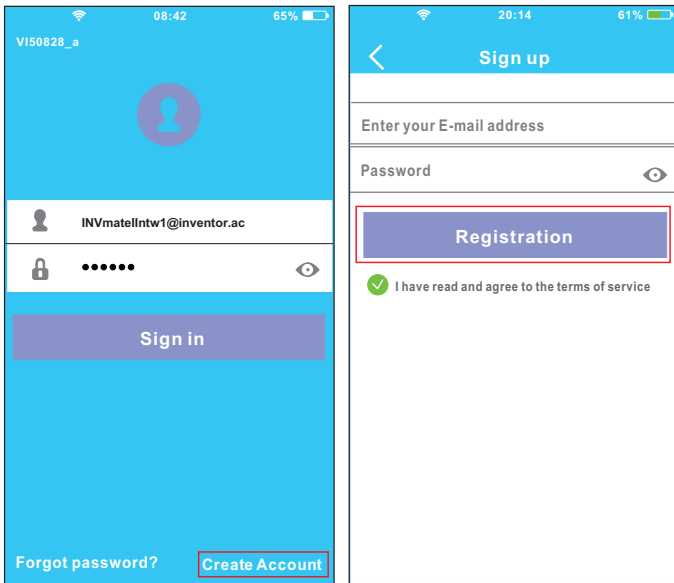 08:42 65%
VI50828_a
INVmatelIntw1@inventor.ac
••••••
Sign in
Forgot password? Create Account
20:14 61%
Sign up
Enter your E-mail address
Password
Registration
I have read and agree to the terms of service